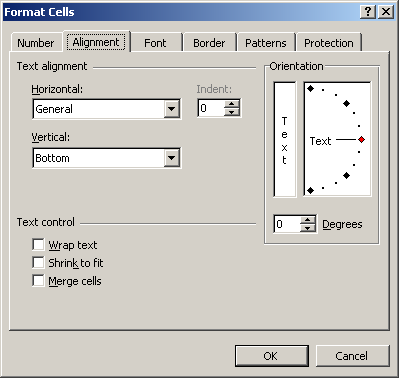 Format Cells
Number Alignment Font Border Patterns Protection
Text alignment
Horizontal:
General
Indent:
0
Vertical:
Bottom
Text control
Wrap text
Shrink to fit
Merge cells
Orientation
Text
Text
0 Degrees
OK Cancel